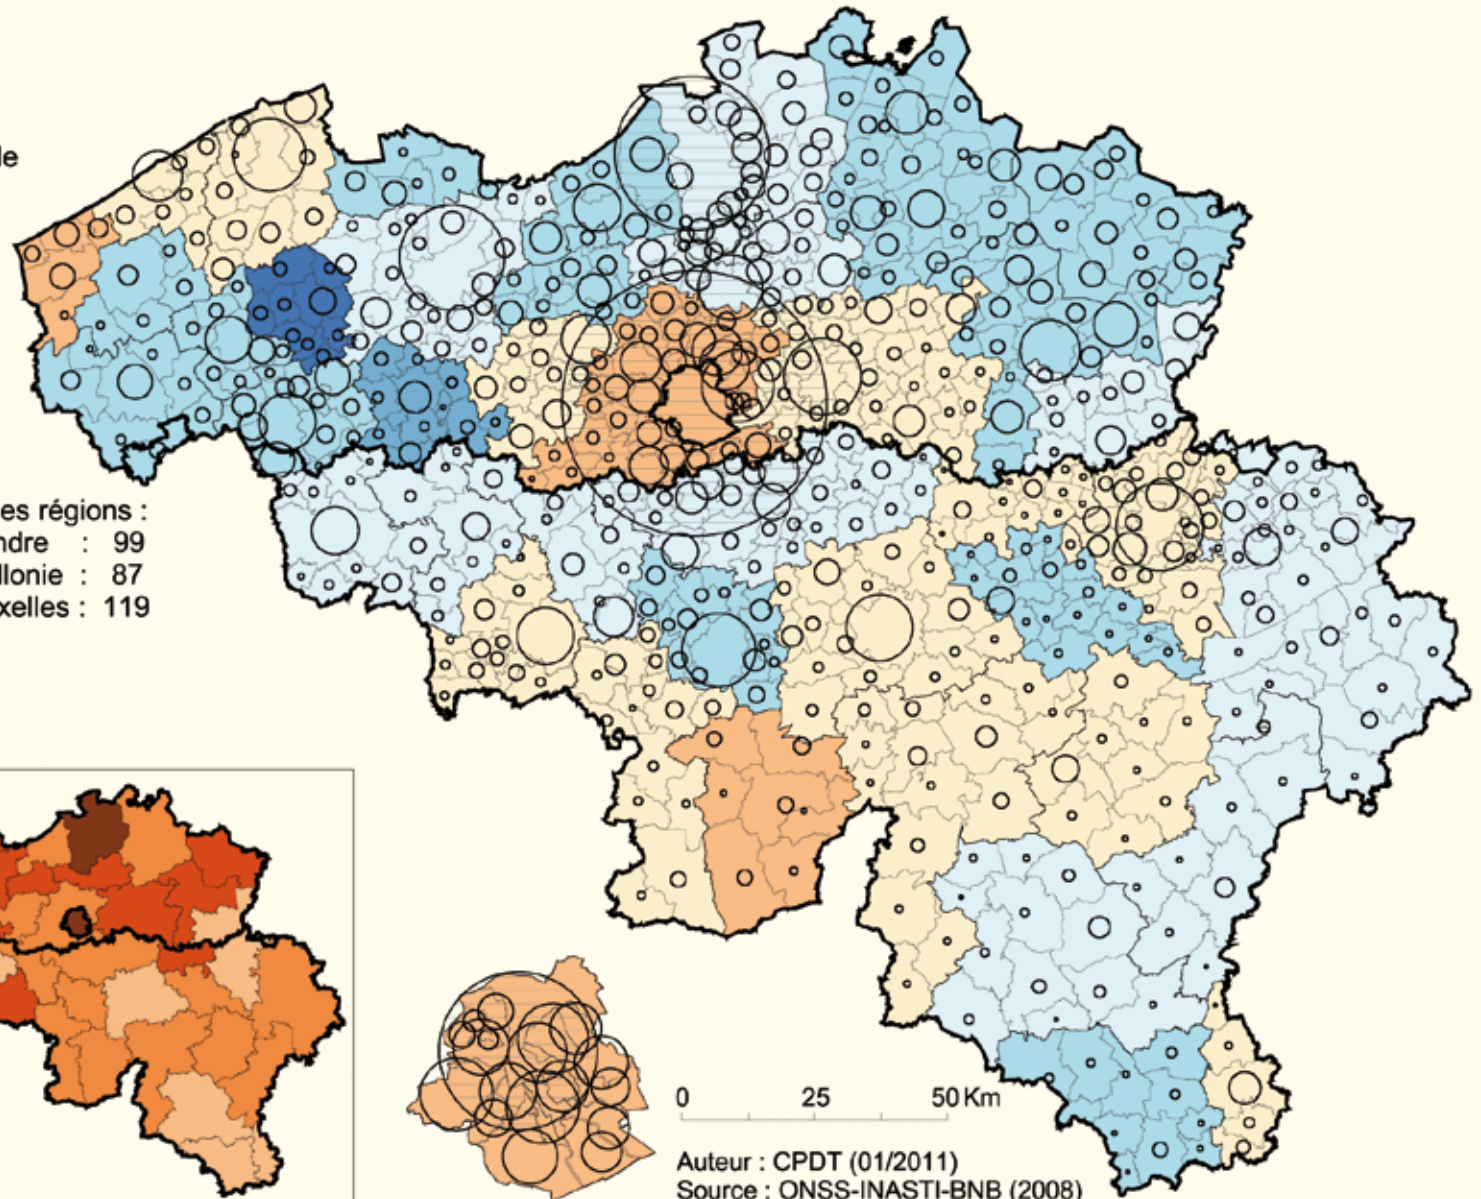 es régions :
ndre : 99
llonie : 87
xelles : 119
0 25 50 Km
Auteur : CPDT (01/2011)
Source : ONSS-INASTI-BNB (2008)